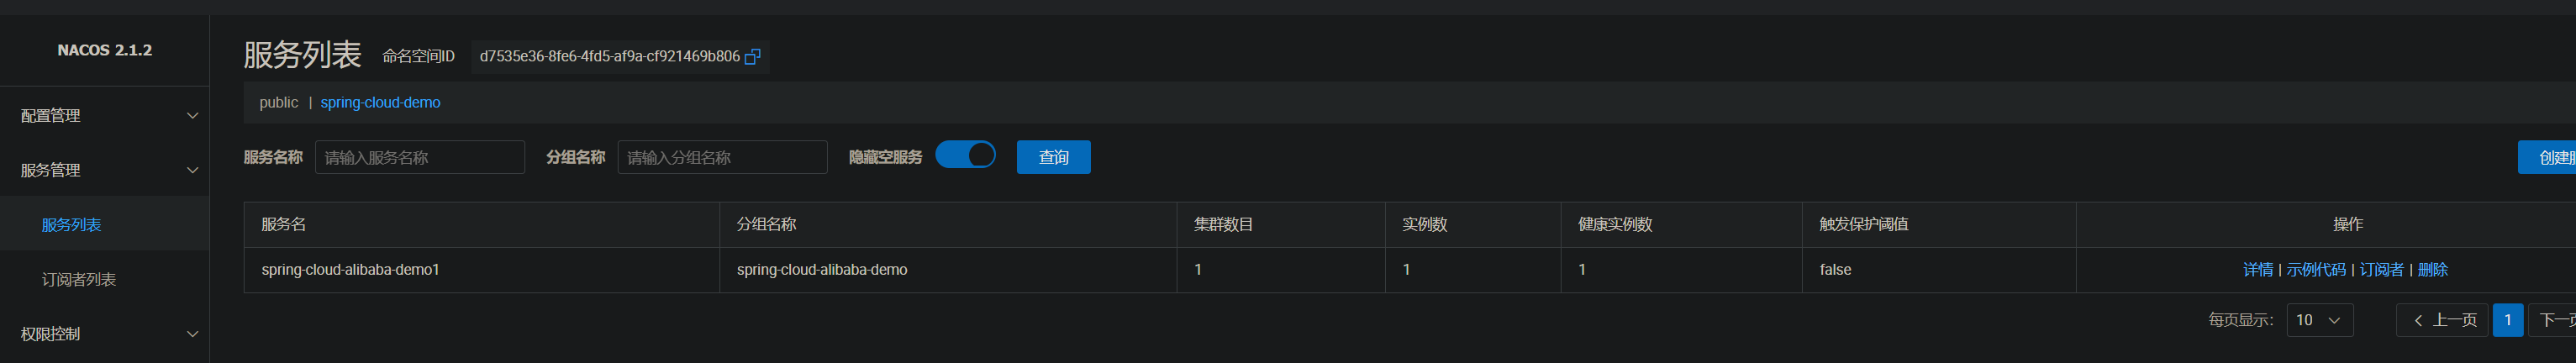 NACOS 2.1.2
配置管理
服务管理
服务列表
订阅者列表
权限控制
服务列表 命名空间ID d7535e36-8fe6-4fd5-af9a-cf921469b806
public | spring-cloud-demo
服务名称 请输入服务名称 分组名称 请输入分组名称 隐藏空服务 查询 创建服
服务名 分组名称 集群数目 实例数 健康实例数 触发保护阈值 操作
spring-cloud-alibaba-demo1 spring-cloud-alibaba-demo 1 1 1 false 详情 | 示例代码 | 订阅者 | 删除
每页显示: 10 上一页 1 下一页